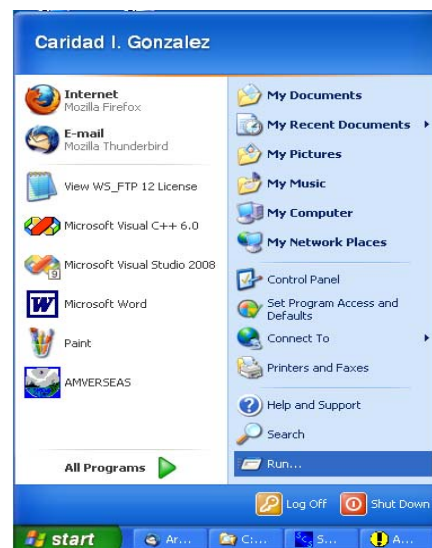 Caridad I. Gonzalez
Internet
Mozilla Firefox
E-mail
Mozilla Thunderbird
View WS_FTP 12 License
Microsoft Visual C++ 6.0
Microsoft Visual Studio 2008
Microsoft Word
Paint
AMVERSEAS
All Programs
My Documents
My Recent Documents
My Pictures
My Music
My Computer
My Network Places
Control Panel
Set Program Access and
Defaults
Connect To
Printers and Faxes
Help and Support
Search
Run...
Log Off
Shut Down
start
Ar...
C:...
S...
A...